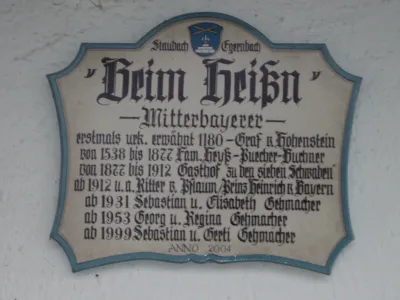 Staudach Egernbach
"Beim Heißn"
— Mitterbayerer —
erstmals urk. erwähnt 1180 - Graf v. Hohenstein
von 1538 bis 1877 Fam. Heyß-Puecher-Buchner
von 1877 bis 1912 Gasthof "zu den sieben Schwaben"
ab 1912 u.a. Ritter v. Pflaum/Prinz Heinrich v. Bayern
ab 1931 Sebastian u. Elisabeth Gehmacher
ab 1953 Georg u. Regina Gehmacher
ab 1999 Sebastian u. Gerti Gehmacher
ANNO 2004